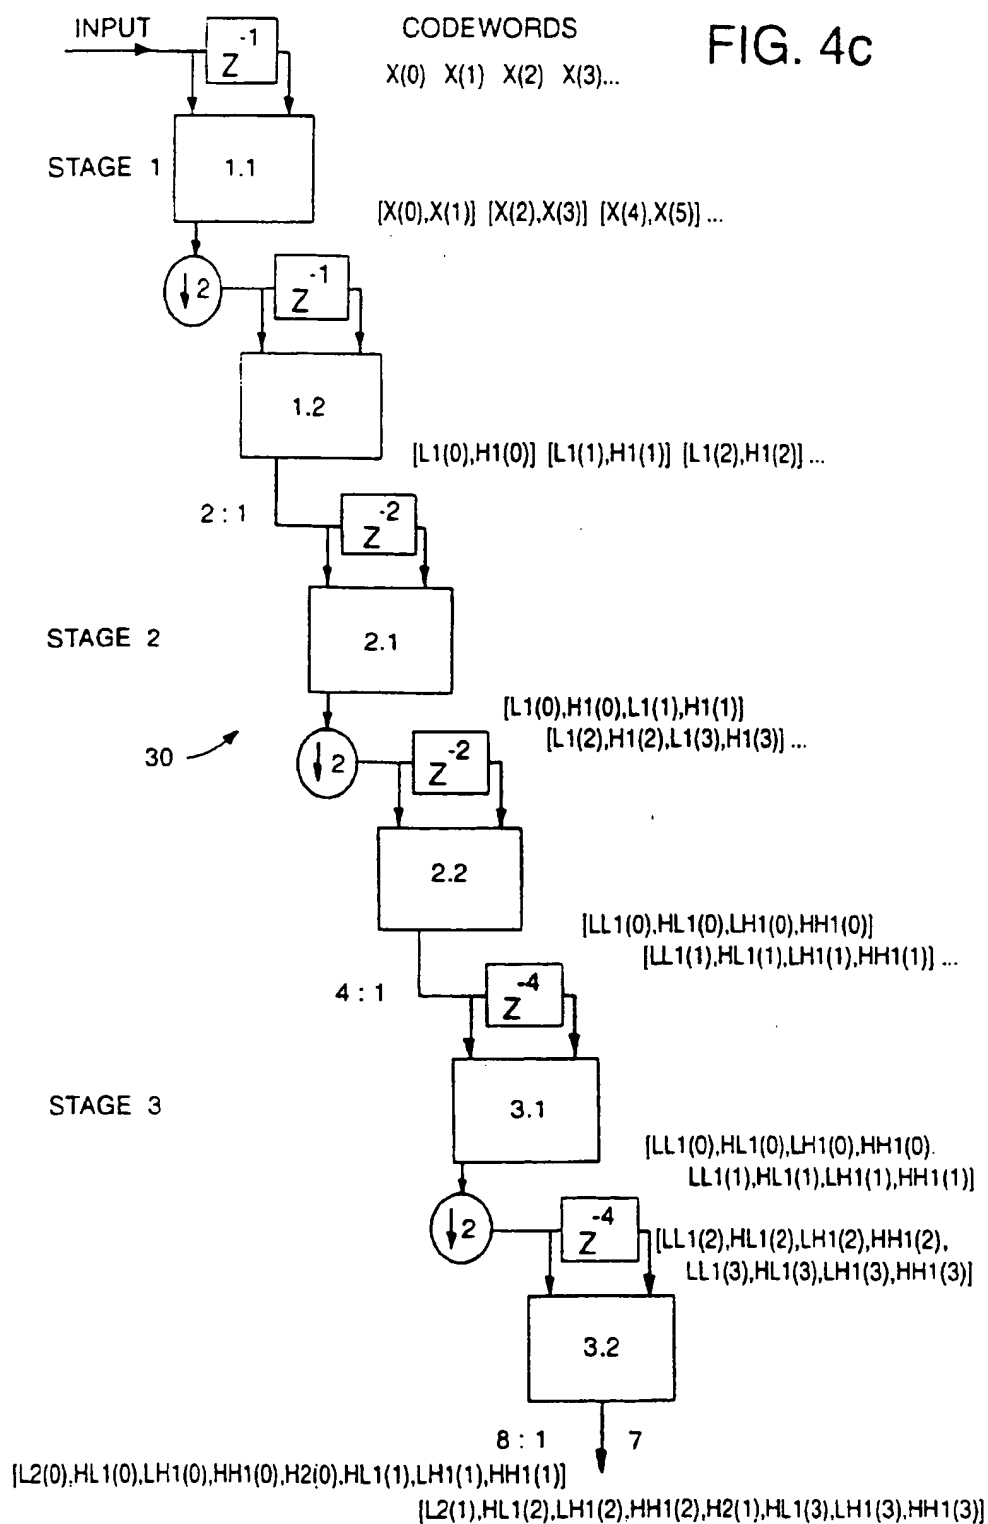 INPUT
Z -1
CODEWORDS
FIG. 4c
X(0) X(1) X(2) X(3)...
STAGE 1
1.1
[X(0),X(1)] [X(2),X(3)] [X(4),X(5)] ...
↓2
Z -1
1.2
[L1(0),H1(0)] [L1(1),H1(1)] [L1(2),H1(2)] ...
2 : 1
Z -2
STAGE 2
2.1
[L1(0),H1(0),L1(1),H1(1)]
[L1(2),H1(2),L1(3),H1(3)] ...
30
↓2
Z -2
2.2
[LL1(0),HL1(0),LH1(0),HH1(0)]
[LL1(1),HL1(1),LH1(1),HH1(1)] ...
4 : 1
Z -4
STAGE 3
3.1
[LL1(0),HL1(0),LH1(0),HH1(0).
LL1(1),HL1(1),LH1(1),HH1(1)]
↓2
Z -4
[LL1(2),HL1(2),LH1(2),HH1(2),
LL1(3),HL1(3),LH1(3),HH1(3)]
3.2
8 : 1
7
[L2(0),HL1(0),LH1(0),HH1(0),H2(0),HL1(1),LH1(1),HH1(1)]
[L2(1),HL1(2),LH1(2),HH1(2),H2(1),HL1(3),LH1(3),HH1(3)]